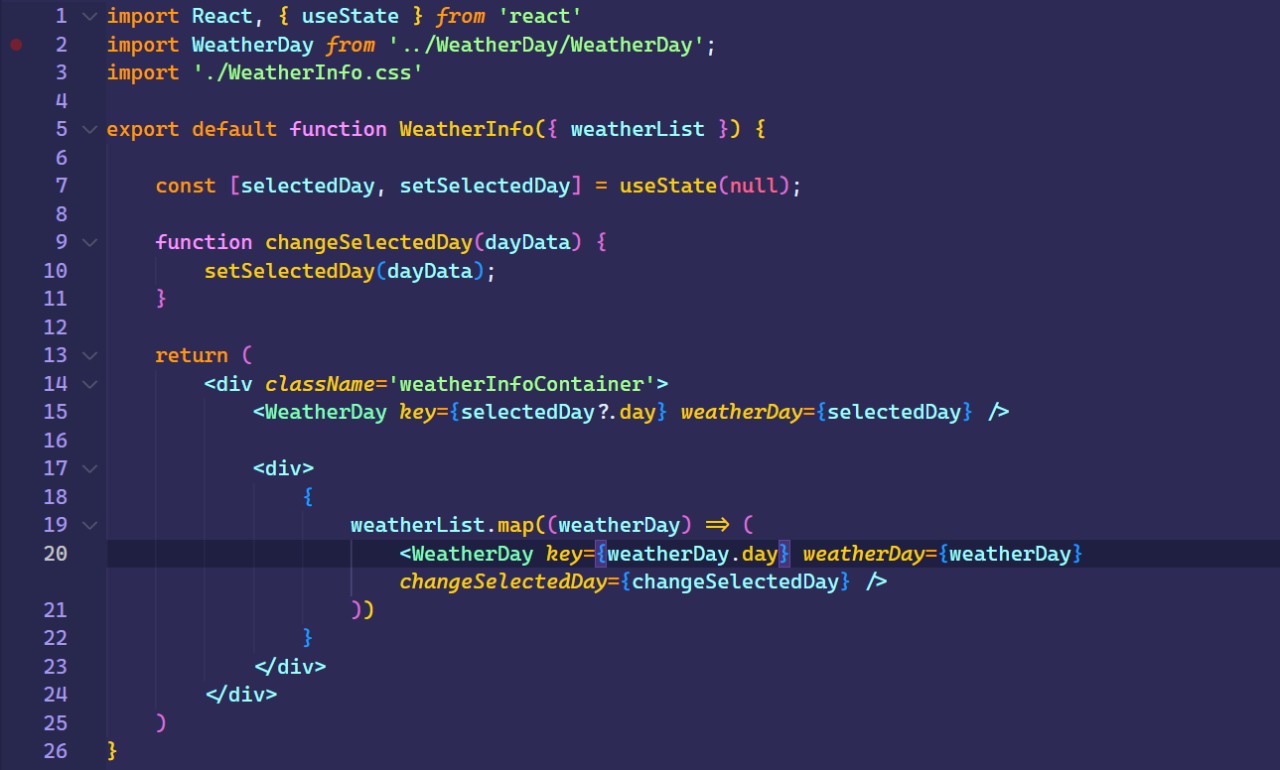 1 import React, { useState } from 'react'
2 import WeatherDay from '../WeatherDay/WeatherDay';
3 import './WeatherInfo.css'
4
5 export default function WeatherInfo({ weatherList }) {
6
7     const [selectedDay, setSelectedDay] = useState(null);
8
9     function changeSelectedDay(dayData) {
10         setSelectedDay(dayData);
11     }
12
13     return (
14         <div className='weatherInfoContainer'>
15             <WeatherDay key={selectedDay?.day} weatherDay={selectedDay} />
16
17             <div>
18                 {
19                     weatherList.map((weatherDay) => (
20                         <WeatherDay key={weatherDay.day} weatherDay={weatherDay}
                        changeSelectedDay={changeSelectedDay} />
21                     ))
22                 }
23             </div>
24         </div>
25     )
26 }